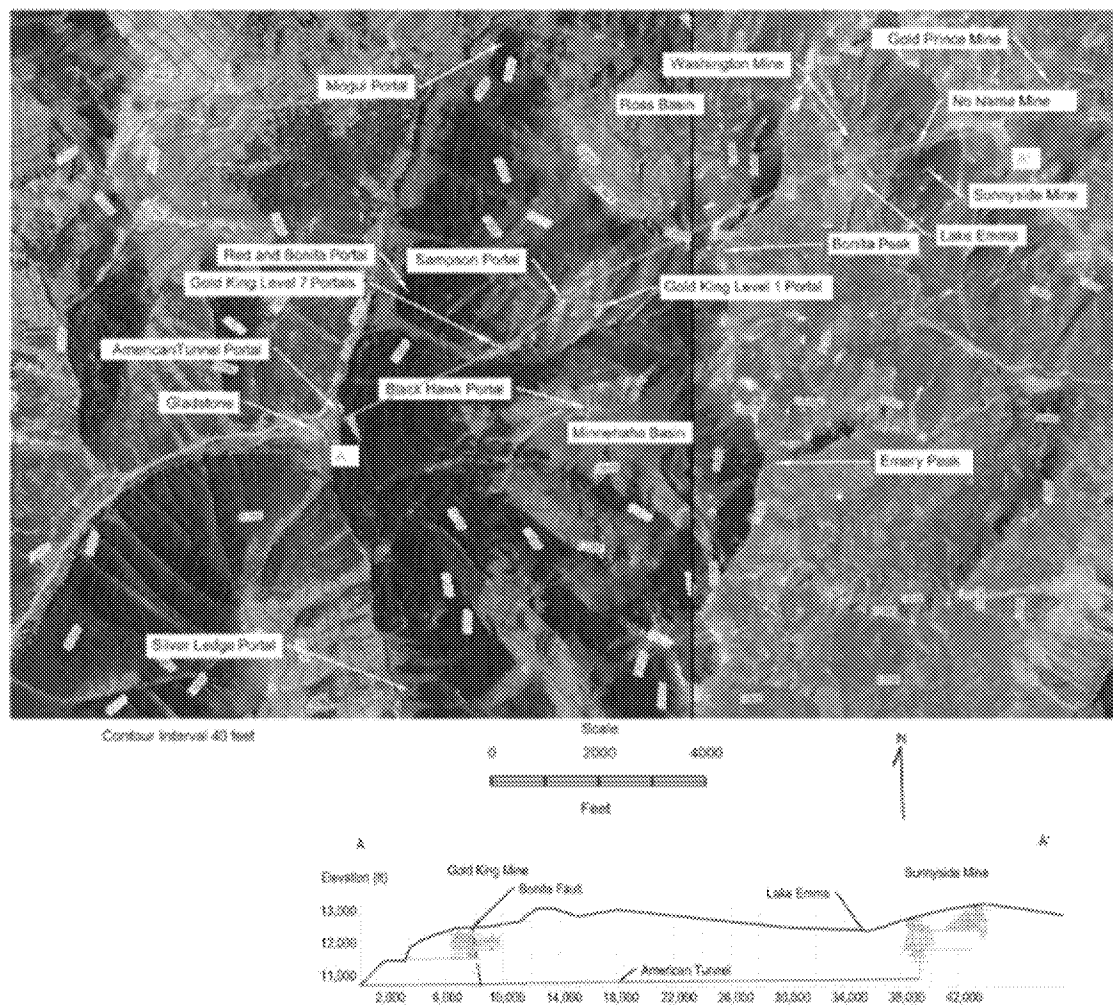 Gold Prince Mine
Washington Mine
Mogul Portal
Ross Basin
No Name Mine
A'
Sunnyside Mine
Lake Emma
Red and Bonita Portal
Sampson Portal
Bonita Peak
Gold King Level 7 Portals
Gold King Level 1 Portal
American Tunnel Portal
Black Hawk Portal
Gladstone
Minnehaha Basin
A
Emery Peak
Silver Ledge Portal
Contour Interval 40 feet
Scale
0 2000 4000
Feet
N
A A'
Gold King Mine Sunnyside Mine
Elevation (ft) Bonita Fault Lake Emma
13,000
12,000
11,000 American Tunnel
2,000 6,000 10,000 14,000 18,000 22,000 26,000 30,000 34,000 38,000 42,000